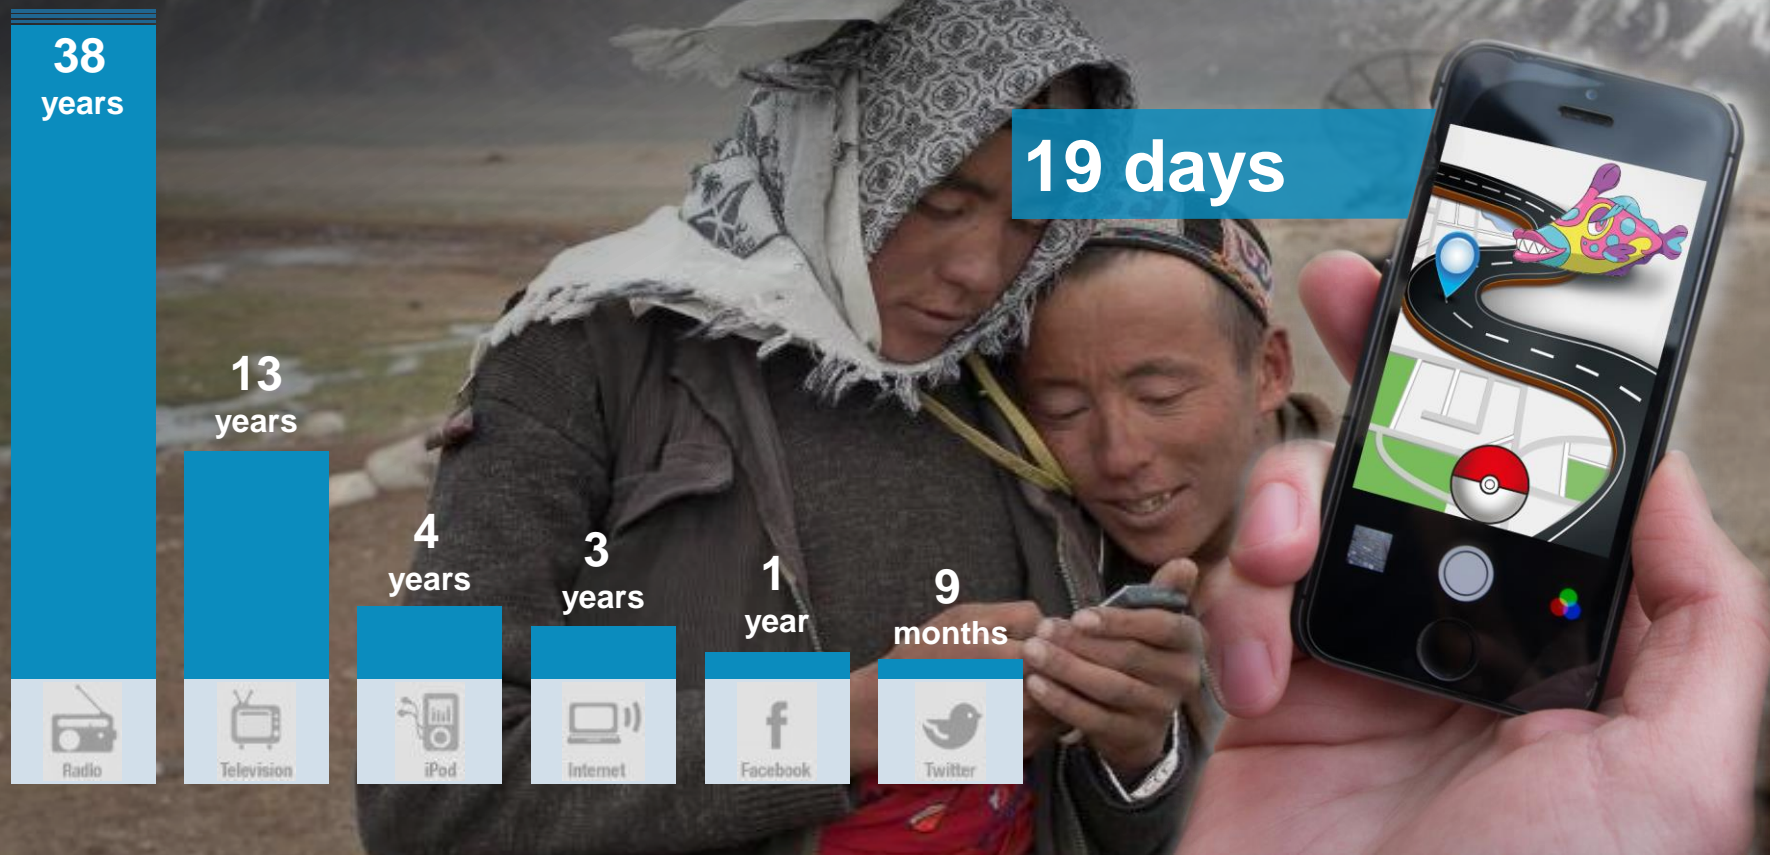 38
years
13
years
4
years
3
years
1
year
9
months
19 days
Radio
Television
iPod
Internet
Facebook
Twitter